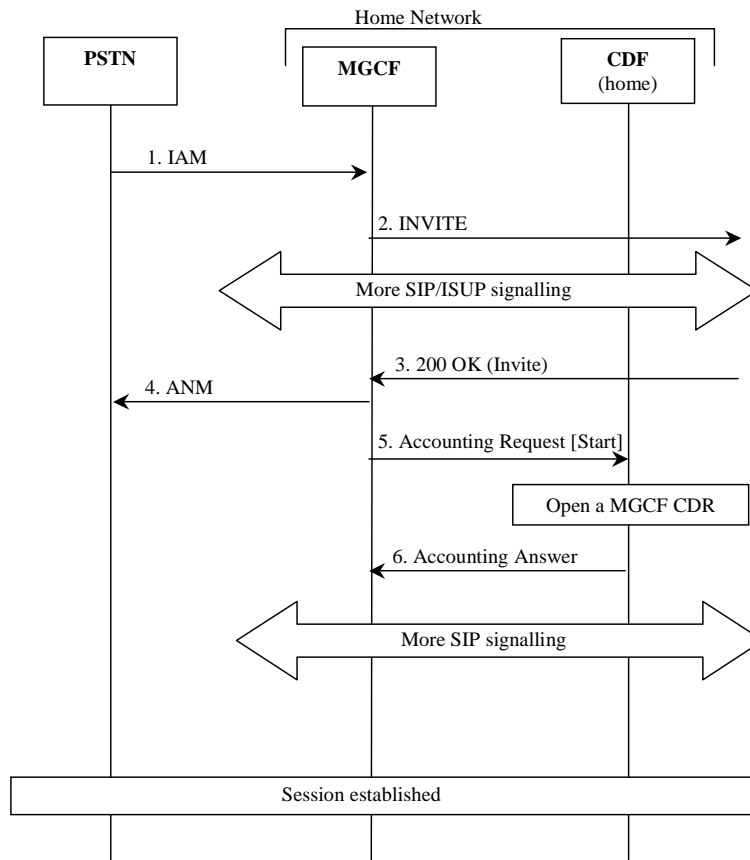 Home Network
PSTN
MGCF
CDF
(home)
1. IAM
2. INVITE
More SIP/ISUP signalling
3. 200 OK (Invite)
4. ANM
5. Accounting Request [Start]
Open a MGCF CDR
6. Accounting Answer
More SIP signalling
Session established